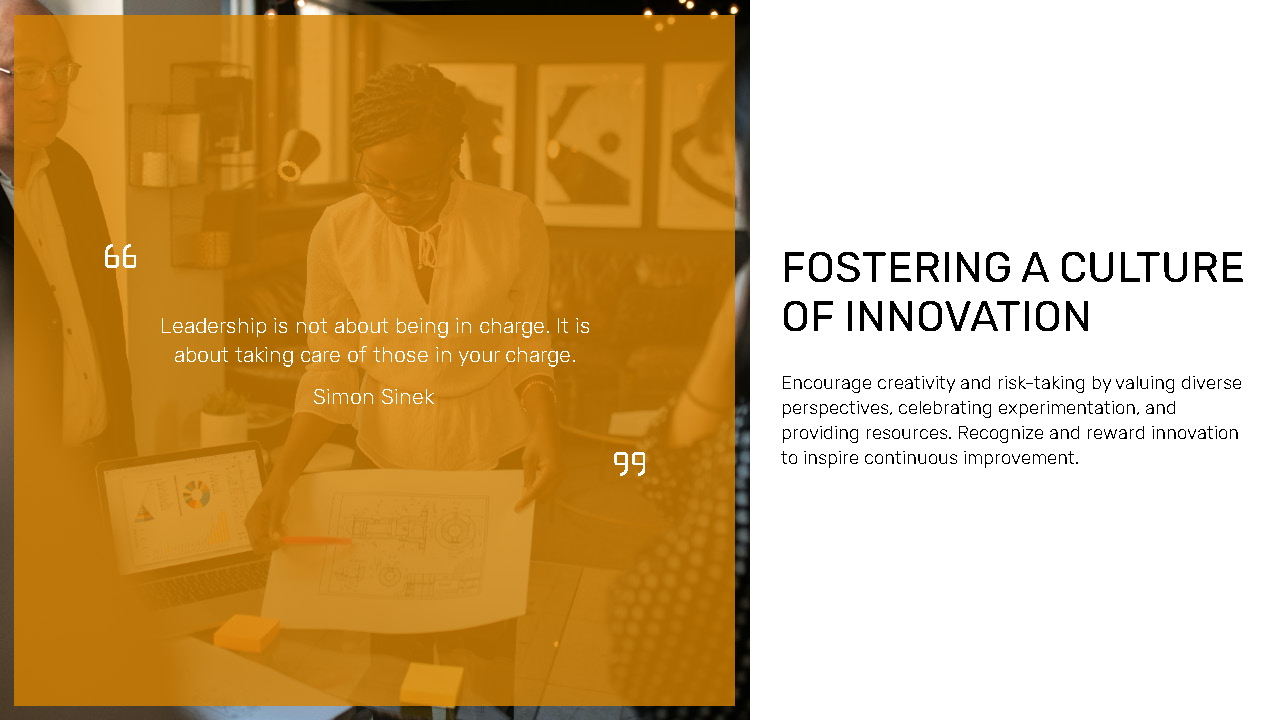 “
Leadership is not about being in charge. It is
about taking care of those in your charge.
Simon Sinek
”
FOSTERING A CULTURE
OF INNOVATION
Encourage creativity and risk-taking by valuing diverse
perspectives, celebrating experimentation, and
providing resources. Recognize and reward innovation
to inspire continuous improvement.